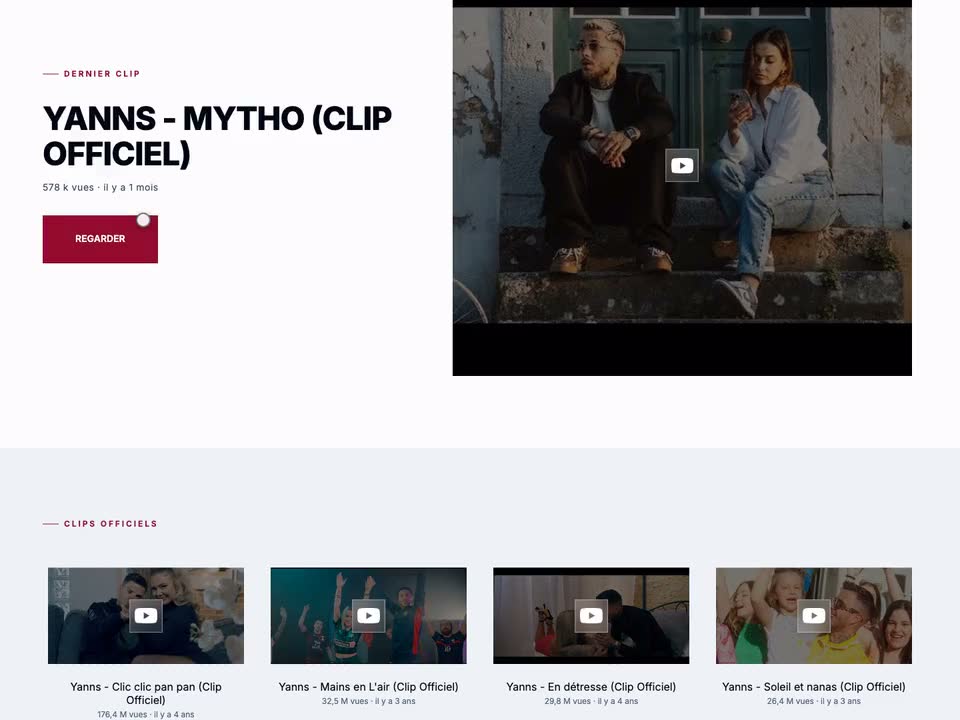 DERNIER CLIP
YANNS - MYTHO (CLIP
OFFICIEL)
578 k vues · il y a 1 mois
REGARDER
CLIPS OFFICIELS
Yanns - Clic clic pan pan (Clip
Officiel)
176,4 M vues · il y a 4 ans
Yanns - Mains en L'air (Clip Officiel)
32,5 M vues · il y a 3 ans
Yanns - En détresse (Clip Officiel)
29,8 M vues · il y a 4 ans
Yanns - Soleil et nanas (Clip Officiel)
26,4 M vues · il y a 3 ans